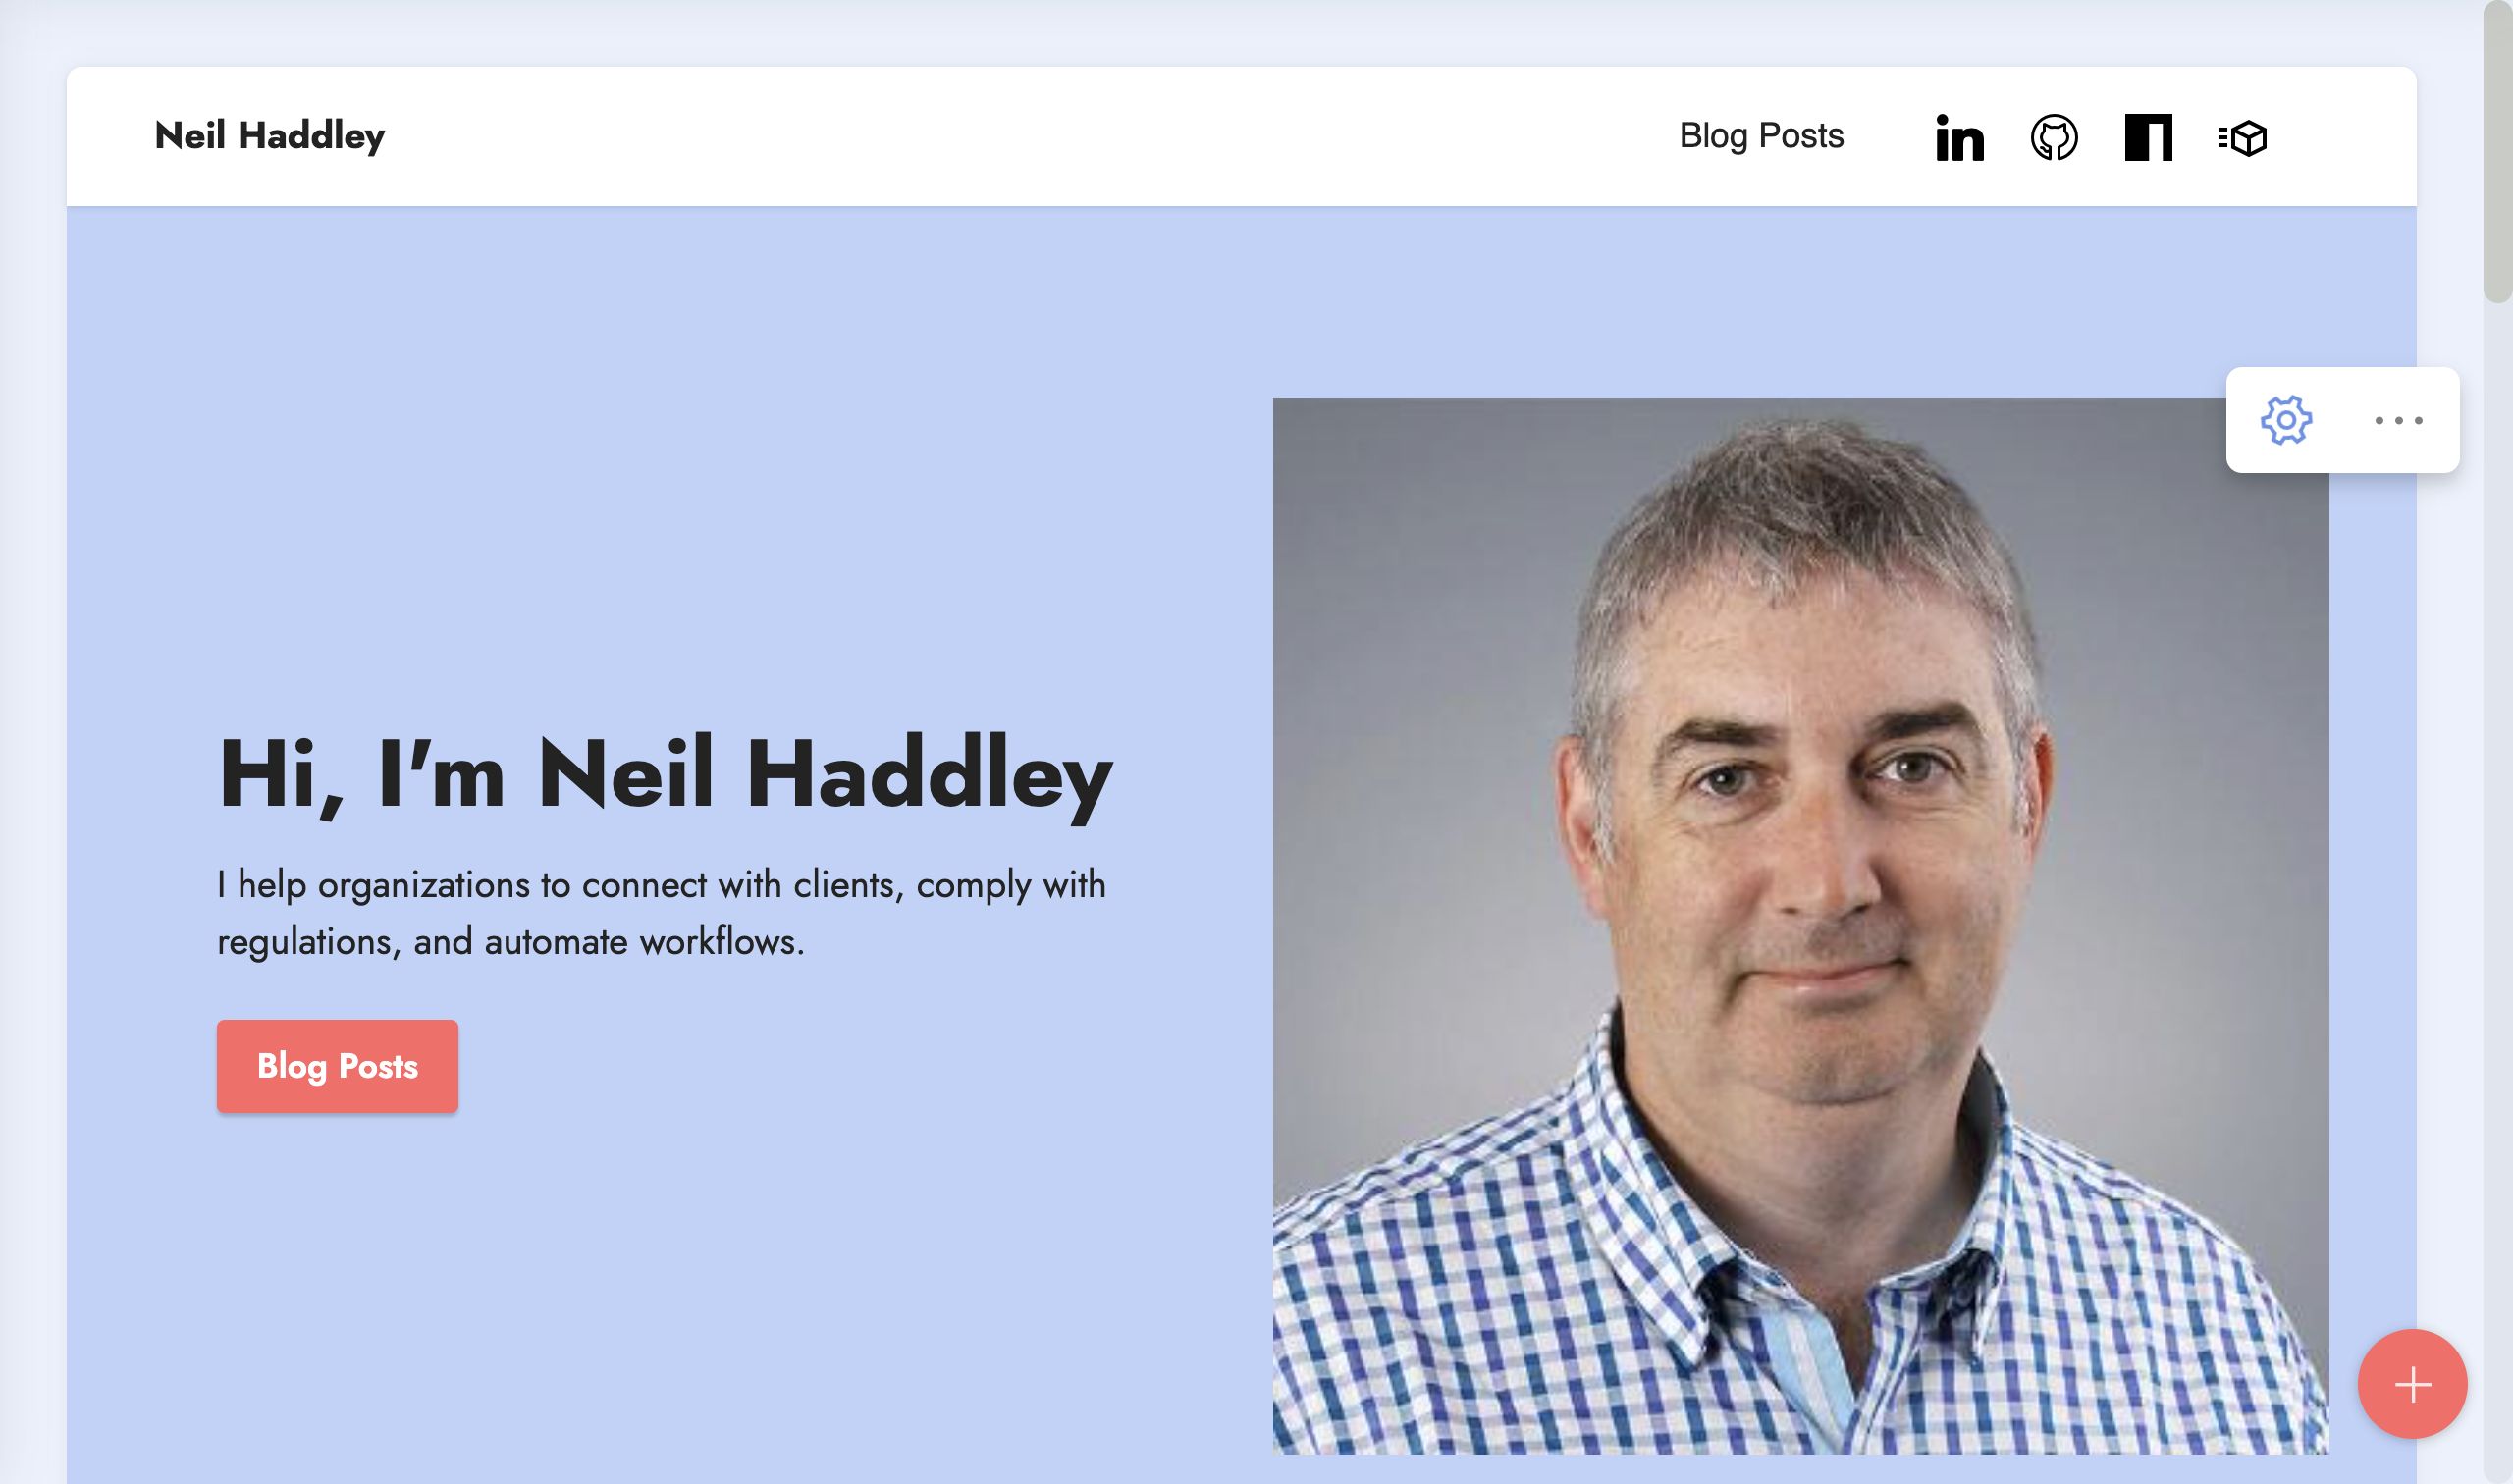 Neil Haddley
Blog Posts
Hi, I'm Neil Haddley
I help organizations to connect with clients, comply with
regulations, and automate workflows.
Blog Posts